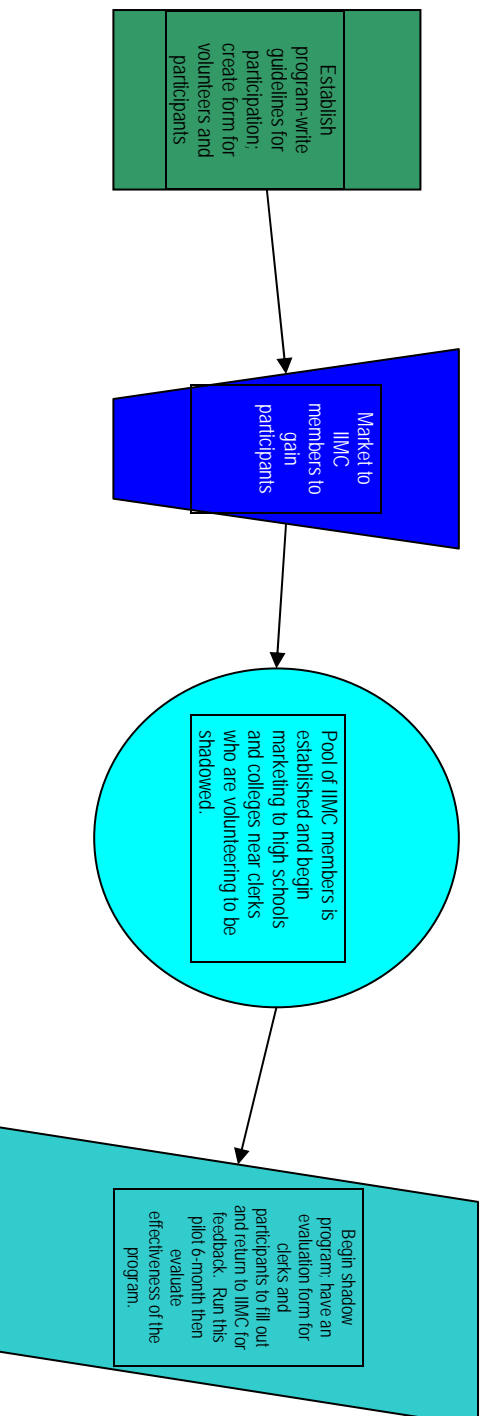 Establish
program-write
guidelines for
participation;
create form for
volunteers and
participants
Market to
IIMC
members to
gain
participants
Pool of IIMC members is
established and begin
marketing to high schools
and colleges near clerks
who are volunteering to be
shadowed.
Begin shadow
program; have an
evaluation form for
clerks and
participants to fill out
and return to IIMC for
feedback.  Run this
pilot 6-month then
evaluate
effectiveness of the
program.